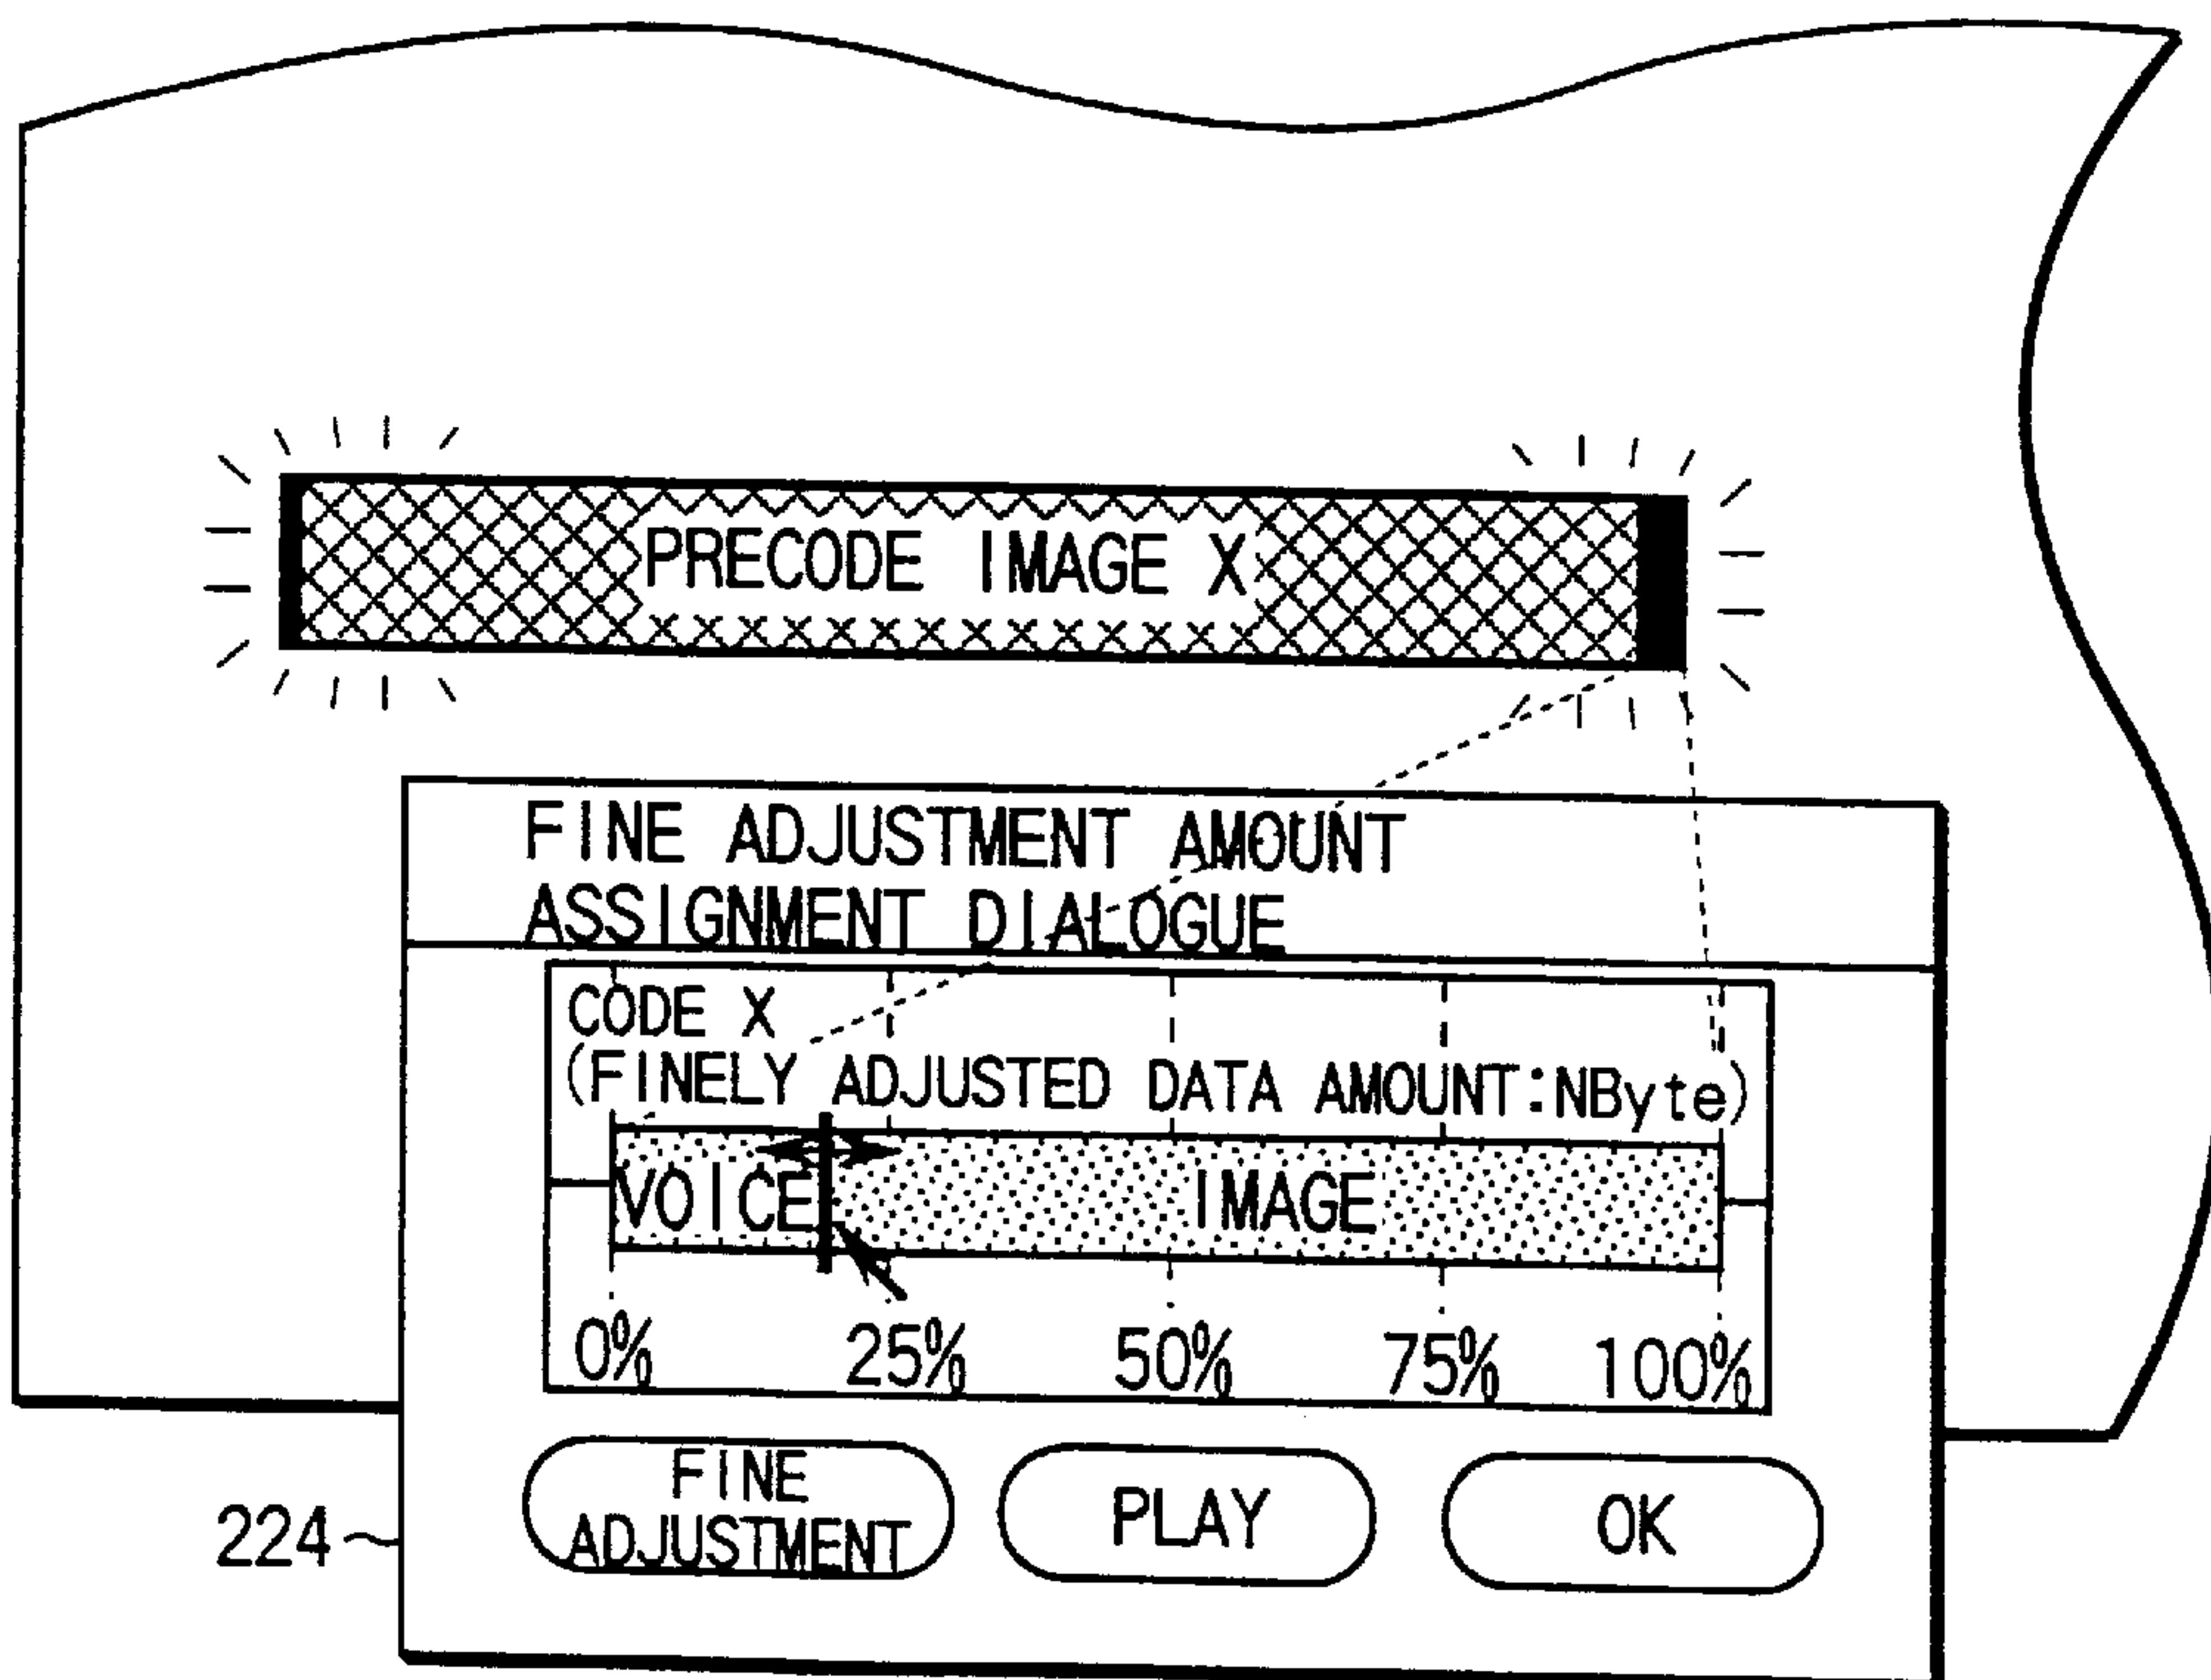 PRECODE IMAGE X
FINE ADJUSTMENT AMOUNT
ASSIGNMENT DIALOGUE
CODE X
(FINELY ADJUSTED DATA AMOUNT:NByte)
VOICE IMAGE
0% 25% 50% 75% 100%
FINE
ADJUSTMENT
PLAY
OK
224